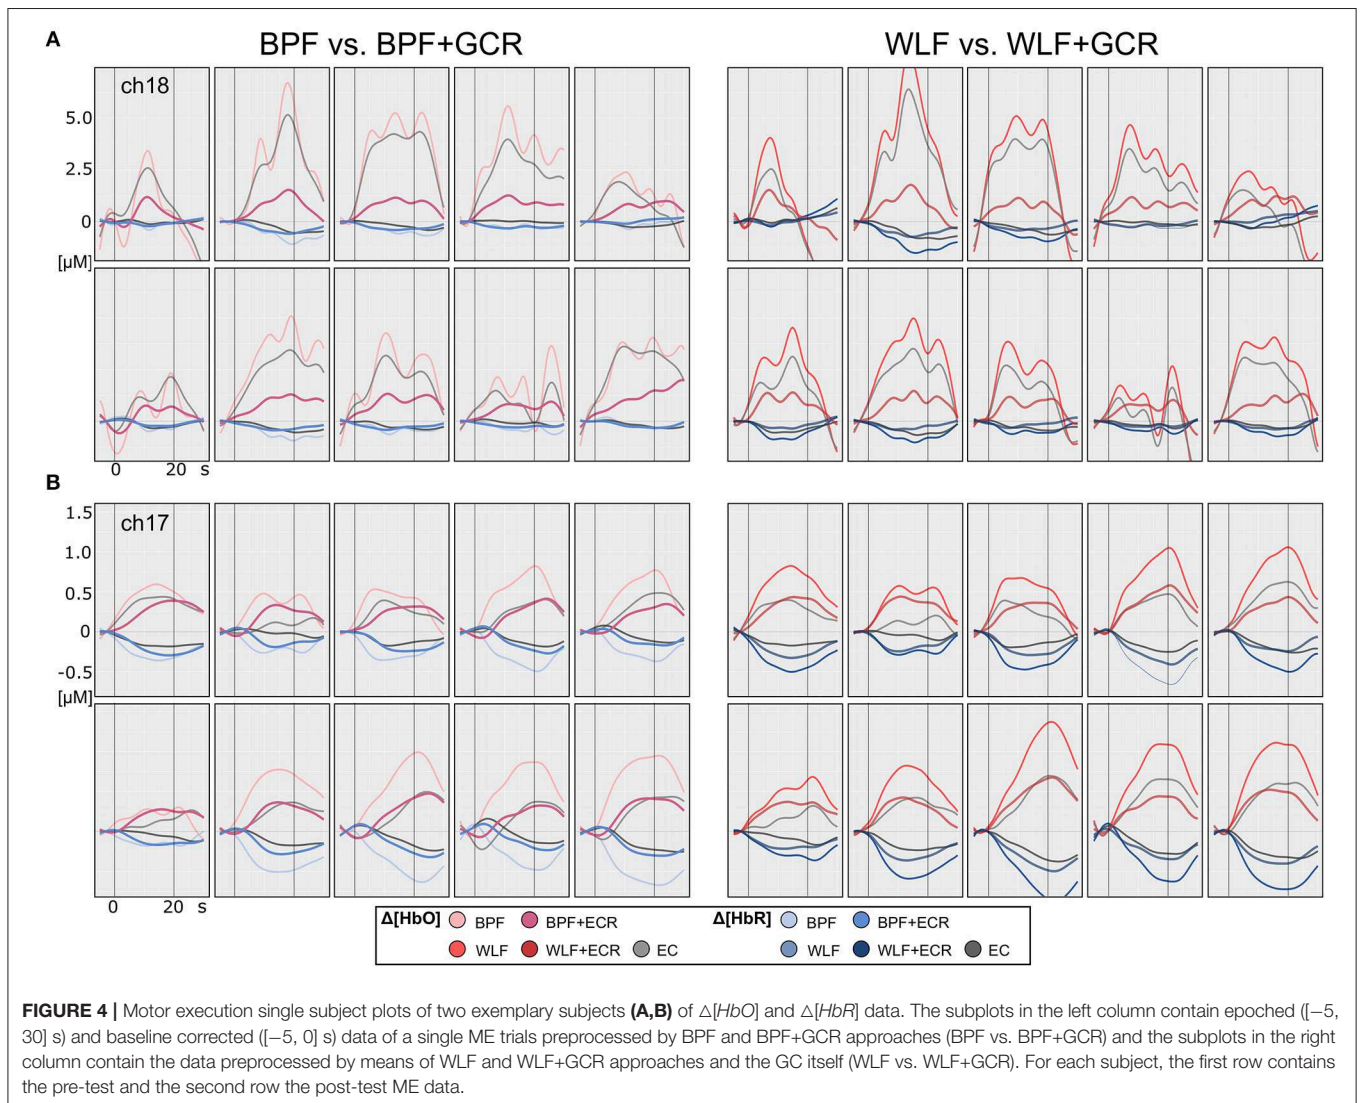 A
BPF vs. BPF+GCR
WLF vs. WLF+GCR
ch18
5.0
2.5
0
[µM]
0 20 s
B
ch17
1.5
1.0
0.5
0
-0.5
[µM]
0 20 s
Δ[HbO] BPF BPF+ECR Δ[HbR] BPF BPF+ECR
WLF WLF+ECR EC WLF WLF+ECR EC
FIGURE 4 | Motor execution single subject plots of two exemplary subjects (A,B) of △[HbO] and △[HbR] data. The subplots in the left column contain epoched ([−5,
30] s) and baseline corrected ([−5, 0] s) data of a single ME trials preprocessed by BPF and BPF+GCR approaches (BPF vs. BPF+GCR) and the subplots in the right
column contain the data preprocessed by means of WLF and WLF+GCR approaches and the GC itself (WLF vs. WLF+GCR). For each subject, the first row contains
the pre-test and the second row the post-test ME data.